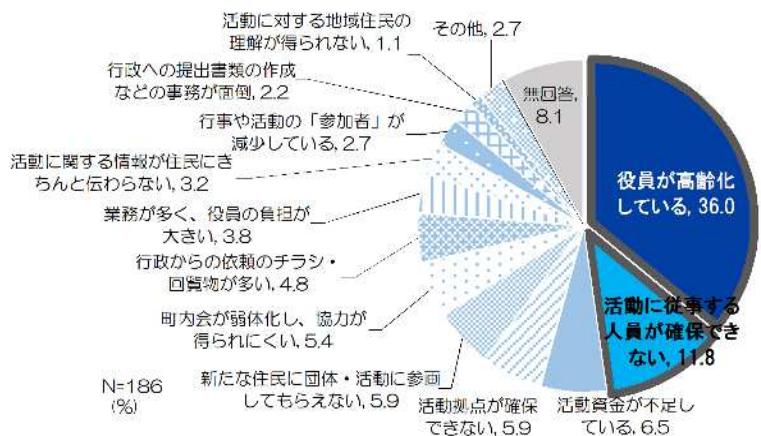 役員が高齢化
している, 36.0
活動に従事する
人員が確保でき
ない, 11.8
活動資金が不足し
ている, 6.5
活動拠点が確保
できない, 5.9
新たな住民に団体・活動に参画
してもらえない, 5.9
町内会が弱体化し、協力が
得られにくい, 5.4
行政からの依頼のチラシ・
回覧物が多い, 4.8
業務が多く、役員の負担が
大きい, 3.8
活動に関する情報が住民にき
ちんと伝わらない, 3.2
行事や活動の「参加者」が
減少している, 2.7
行政への提出書類の作成
などの事務が面倒, 2.2
活動に対する地域住民の
理解が得られない, 1.1
その他, 2.7
無回答,
8.1
N=186
(%)